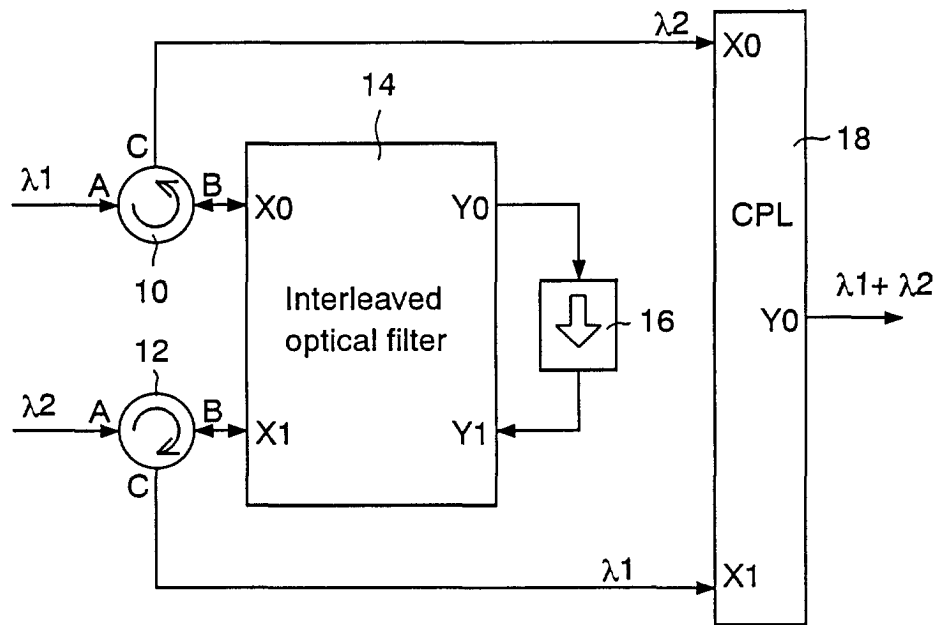 λ2
X0
14
18
C
λ1
A
B
X0
Y0
CPL
10
λ1+ λ2
Interleaved
optical filter
16
Y0
12
λ2
A
B
X1
Y1
C
λ1
X1